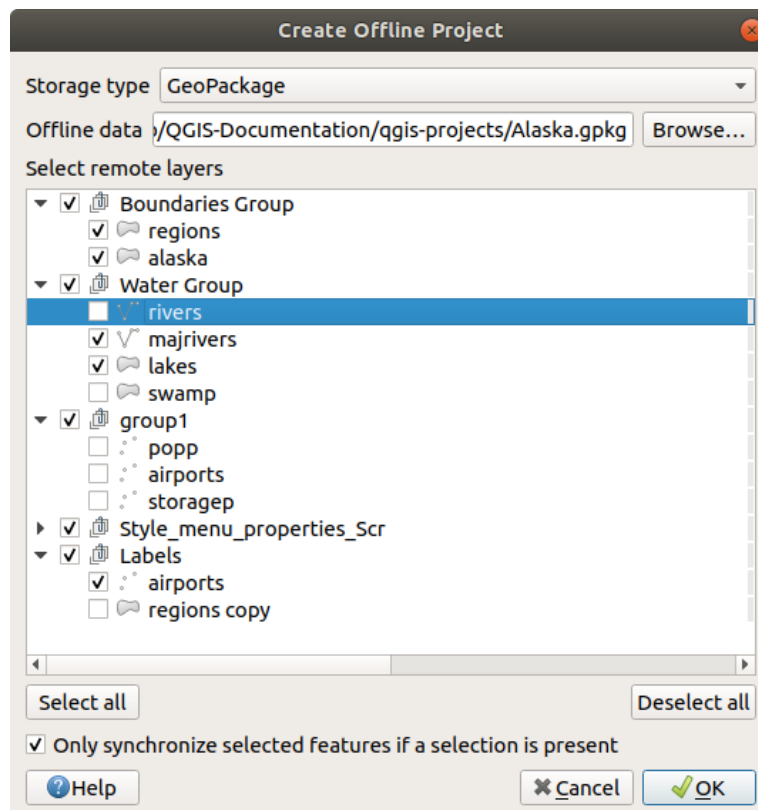 Create Offline Project
Storage type GeoPackage
Offline data /QGIS-Documentation/qgis-projects/Alaska.gpkg Browse...
Select remote layers
Boundaries Group
regions
alaska
Water Group
rivers
majrivers
lakes
swamp
group1
popp
airports
storagep
Style_menu_properties_Scr
Labels
airports
regions copy
Select all Deselect all
Only synchronize selected features if a selection is present
Help Cancel OK